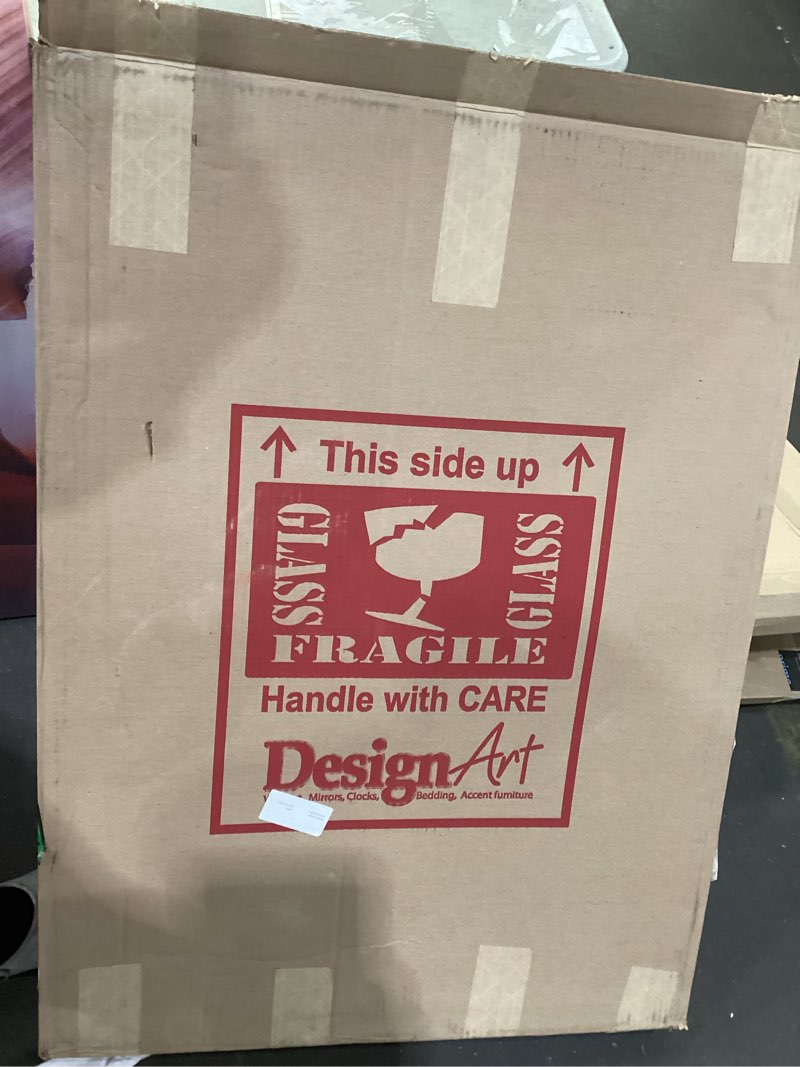 This side up
GLASS
GLASS
FRAGILE
Handle with CARE
DesignArt
Mirrors, Clocks, Bedding, Accent furniture